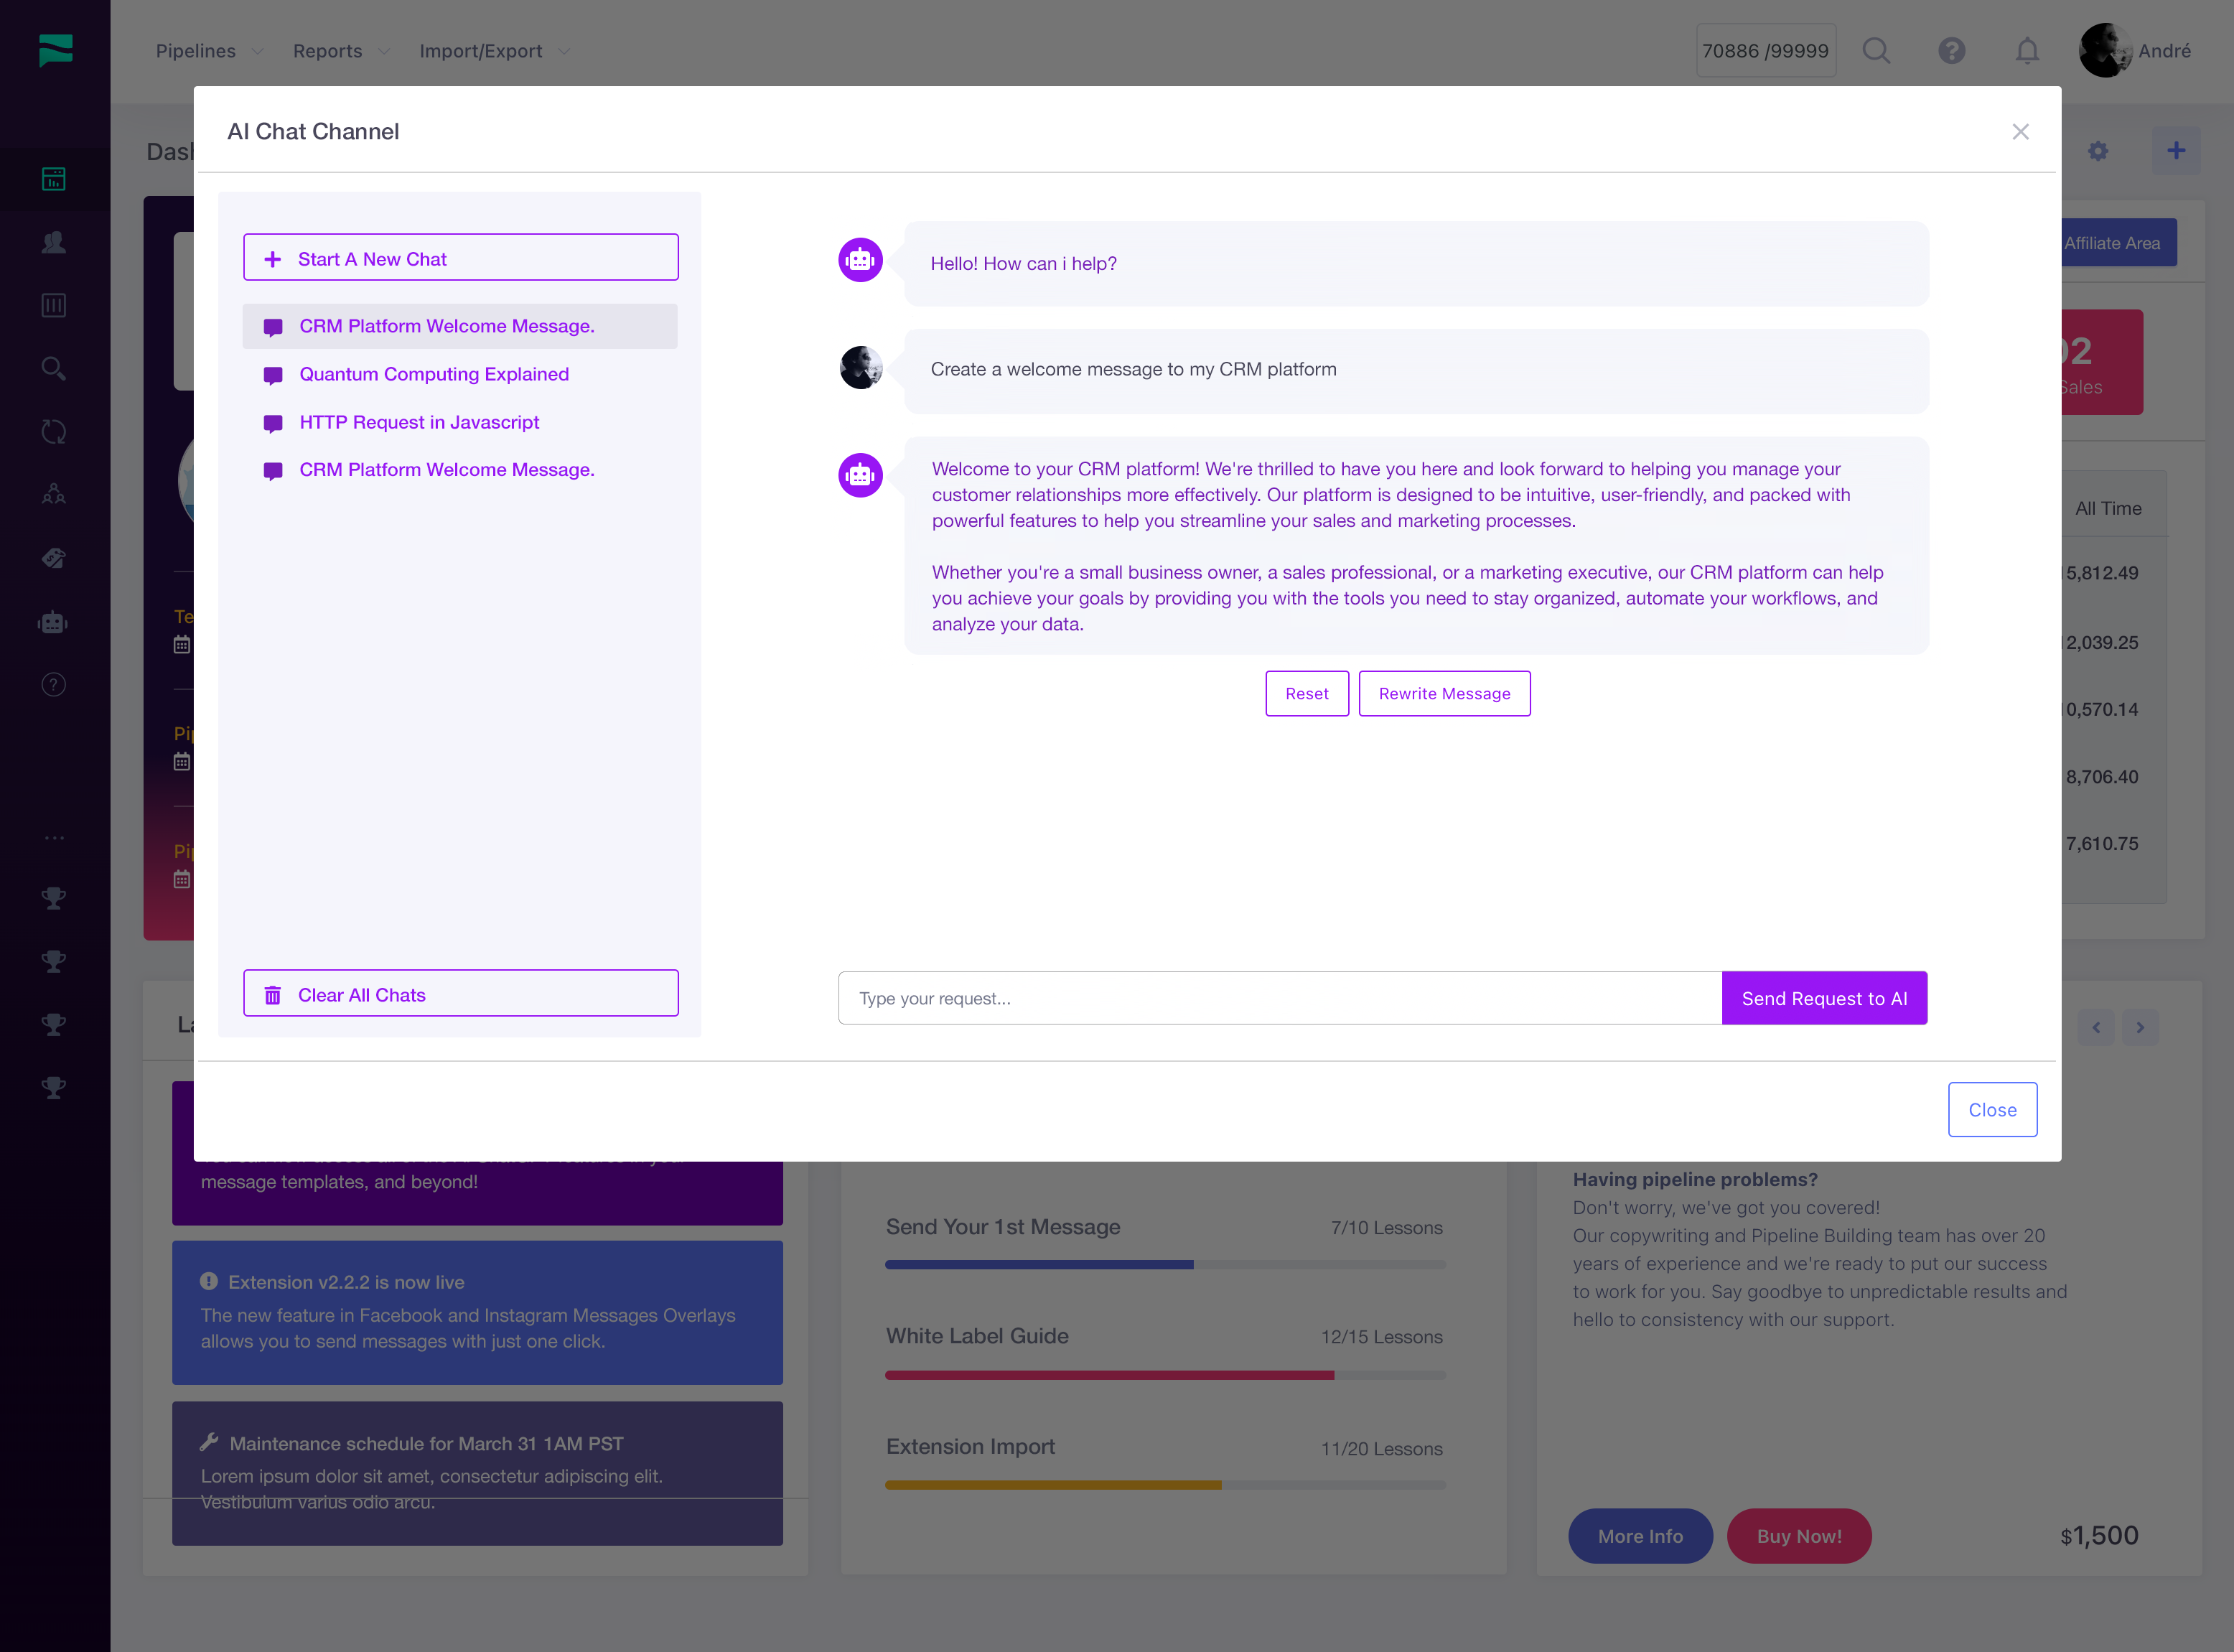 Pipelines
Reports
Import/Export
70886 /99999
André
AI Chat Channel
Affiliate Area
Start A New Chat
CRM Platform Welcome Message.
Quantum Computing Explained
HTTP Request in Javascript
CRM Platform Welcome Message.
Clear All Chats
Hello! How can i help?
Create a welcome message to my CRM platform
Welcome to your CRM platform! We're thrilled to have you here and look forward to helping you manage your
customer relationships more effectively. Our platform is designed to be intuitive, user-friendly, and packed with
powerful features to help you streamline your sales and marketing processes.
Whether you're a small business owner, a sales professional, or a marketing executive, our CRM platform can help
you achieve your goals by providing you with the tools you need to stay organized, automate your workflows, and
analyze your data.
Reset
Rewrite Message
Type your request...
Send Request to AI
Close
Sales
All Time
5,812.49
2,039.25
0,570.14
8,706.40
7,610.75
message templates, and beyond!
Extension v2.2.2 is now live
The new feature in Facebook and Instagram Messages Overlays
allows you to send messages with just one click.
Maintenance schedule for March 31 1AM PST
Lorem ipsum dolor sit amet, consectetur adipiscing elit.
Vestibulum varius odio arcu.
Send Your 1st Message
7/10 Lessons
White Label Guide
12/15 Lessons
Extension Import
11/20 Lessons
Having pipeline problems?
Don't worry, we've got you covered!
Our copywriting and Pipeline Building team has over 20
years of experience and we're ready to put our success
to work for you. Say goodbye to unpredictable results and
hello to consistency with our support.
More Info
Buy Now!
$1,500